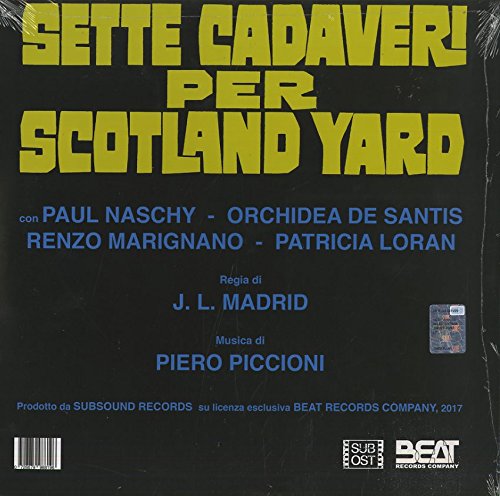 SETTE CADAVERI
PER
SCOTLAND YARD
con PAUL NASCHY - ORCHIDEA DE SANTIS
RENZO MARIGNANO - PATRICIA LORAN
Regia di
J. L. MADRID
Musica di
PIERO PICCIONI
Prodotto da SUBSOUND RECORDS su licenza esclusiva BEAT RECORDS COMPANY, 2017
SUB
OST
BEAT
RECORDS COMPANY